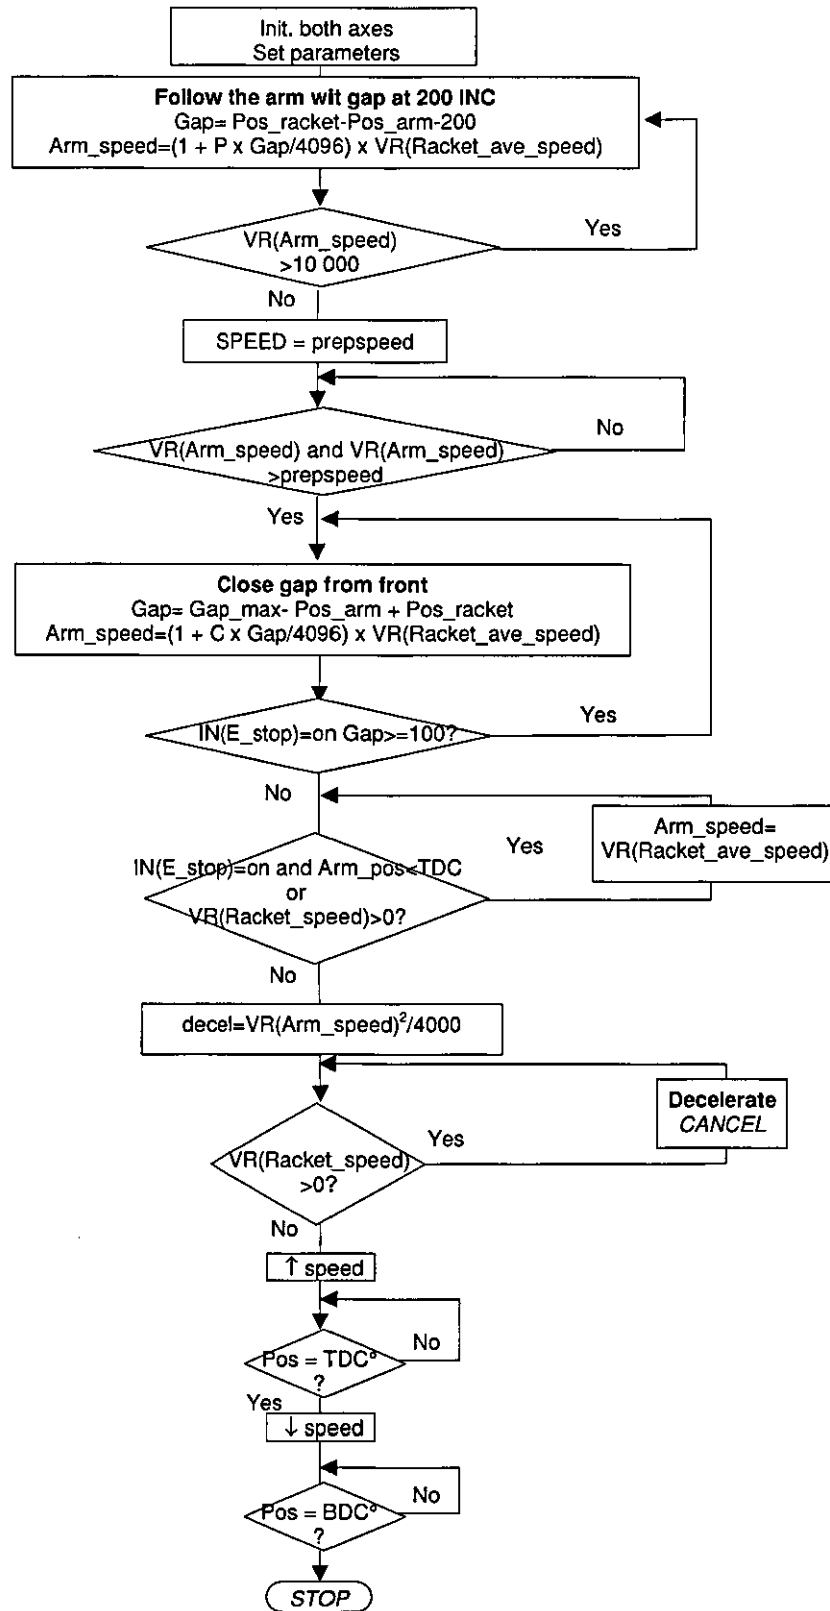 Init. both axes
Set parameters
Follow the arm wit gap at 200 INC
Gap= Pos_racket-Pos_arm-200
Arm_speed=(1 + P x Gap/4096) x VR(Racket_ave_speed)
VR(Arm_speed)
>10 000
Yes
No
SPEED = prepspeed
No
VR(Arm_speed) and VR(Arm_speed)
>prepspeed
Yes
Close gap from front
Gap= Gap_max- Pos_arm + Pos_racket
Arm_speed=(1 + C x Gap/4096) x VR(Racket_ave_speed)
IN(E_stop)=on Gap>=100?
Yes
No
Arm_speed=
VR(Racket_ave_speed)
Yes
IN(E_stop)=on and Arm_pos<TDC
or
VR(Racket_speed)>0?
No
decel=VR(Arm_speed)²/4000
Decelerate
CANCEL
Yes
VR(Racket_speed)
>0?
No
↑ speed
No
Pos = TDC°
?
Yes
↓ speed
No
Pos = BDC°
?
STOP